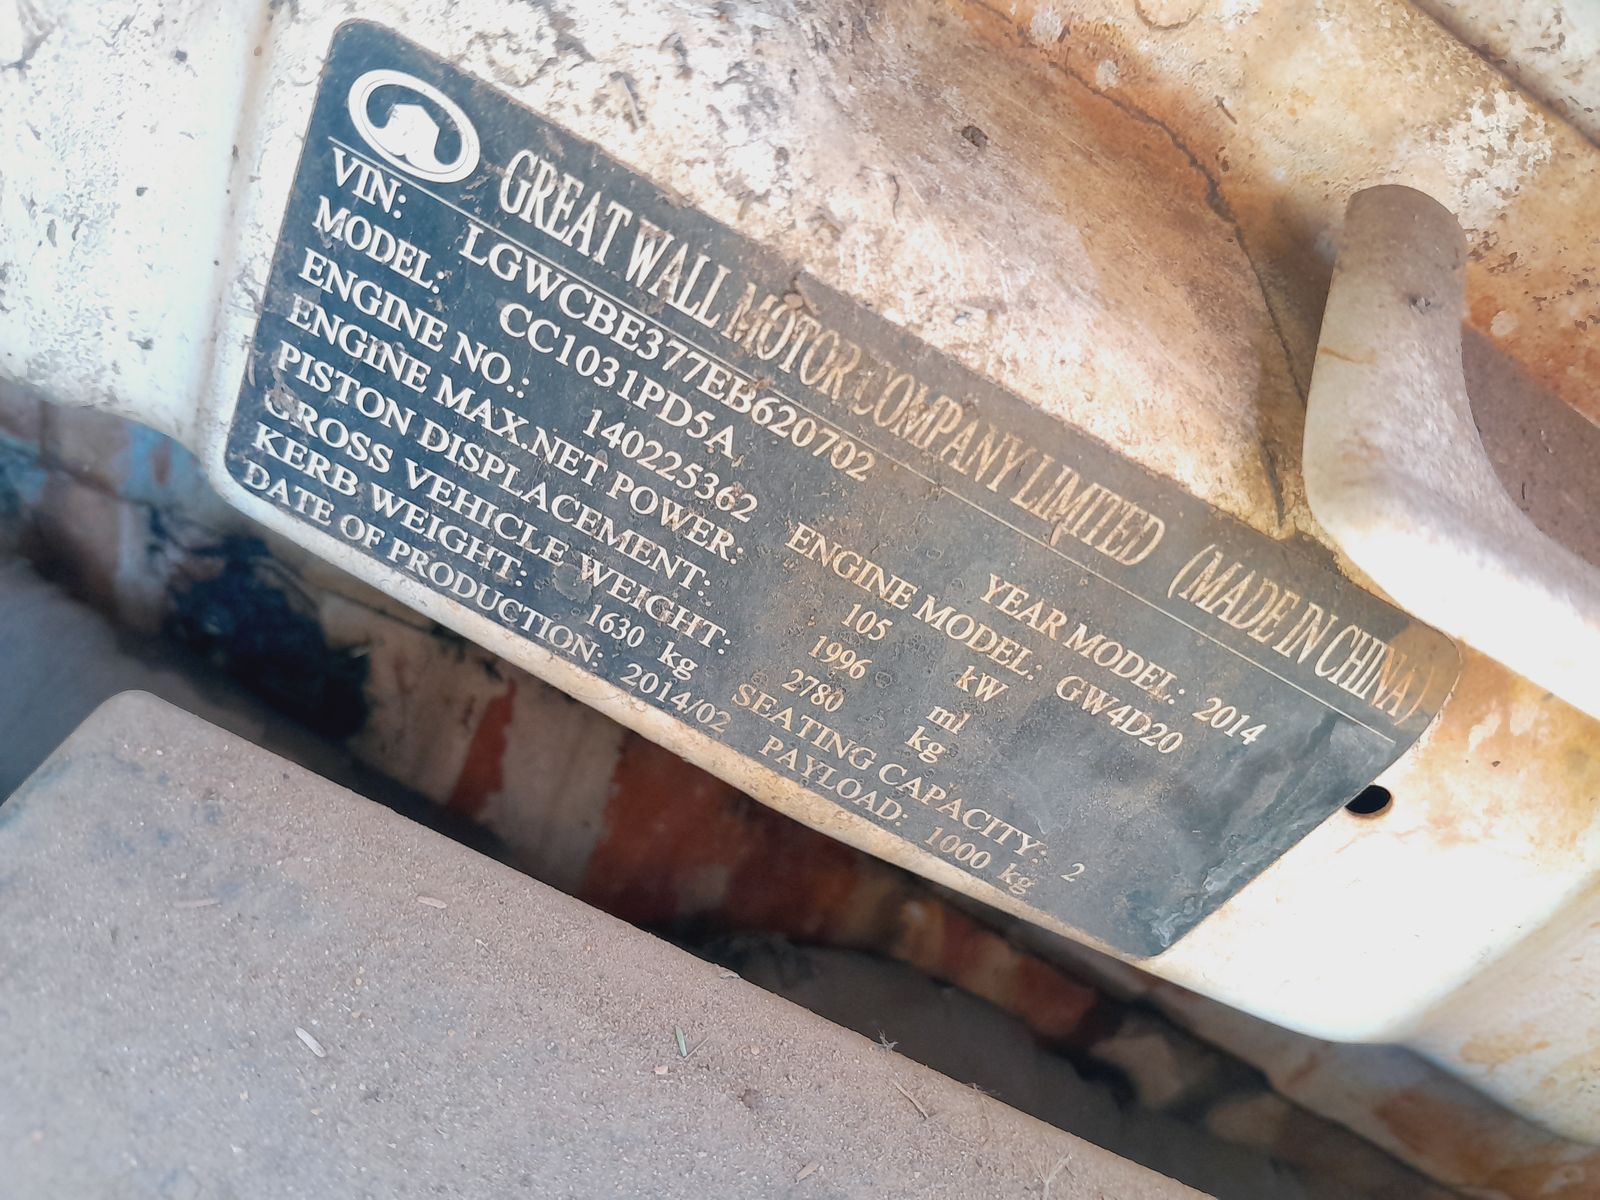 GREAT WALL MOTOR COMPANY LIMITED (MADE IN CHINA)
VIN: LGWCBE377EB620702
MODEL: CC1031PD5A YEAR MODEL: 2014
ENGINE NO.: 140225362 ENGINE MODEL: GW4D20
ENGINE MAX.NET POWER: 105 kW
PISTON DISPLACEMENT: 1996 ml
GROSS VEHICLE WEIGHT: 2780 kg
KERB WEIGHT: 1630 kg SEATING CAPACITY: 2
DATE OF PRODUCTION: 2014/02 PAYLOAD: 1000 kg